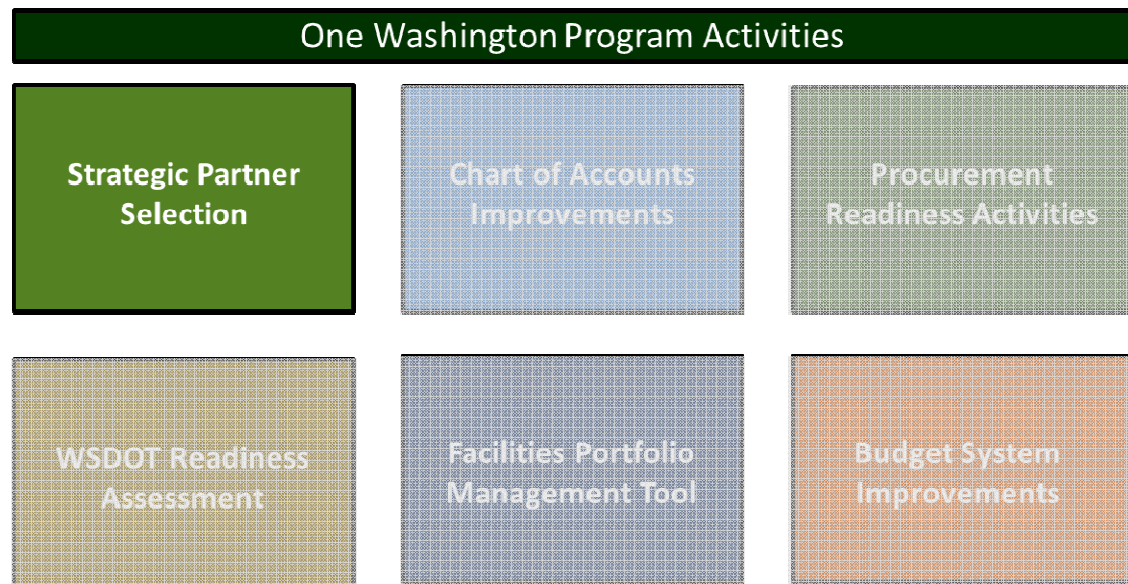 One Washington Program Activities
Strategic Partner
Selection
Chart of Accounts
Improvements
Procurement
Readiness Activities
WSDOT Readiness
Assessment
Facilities Portfolio
Management Tool
Budget System
Improvements